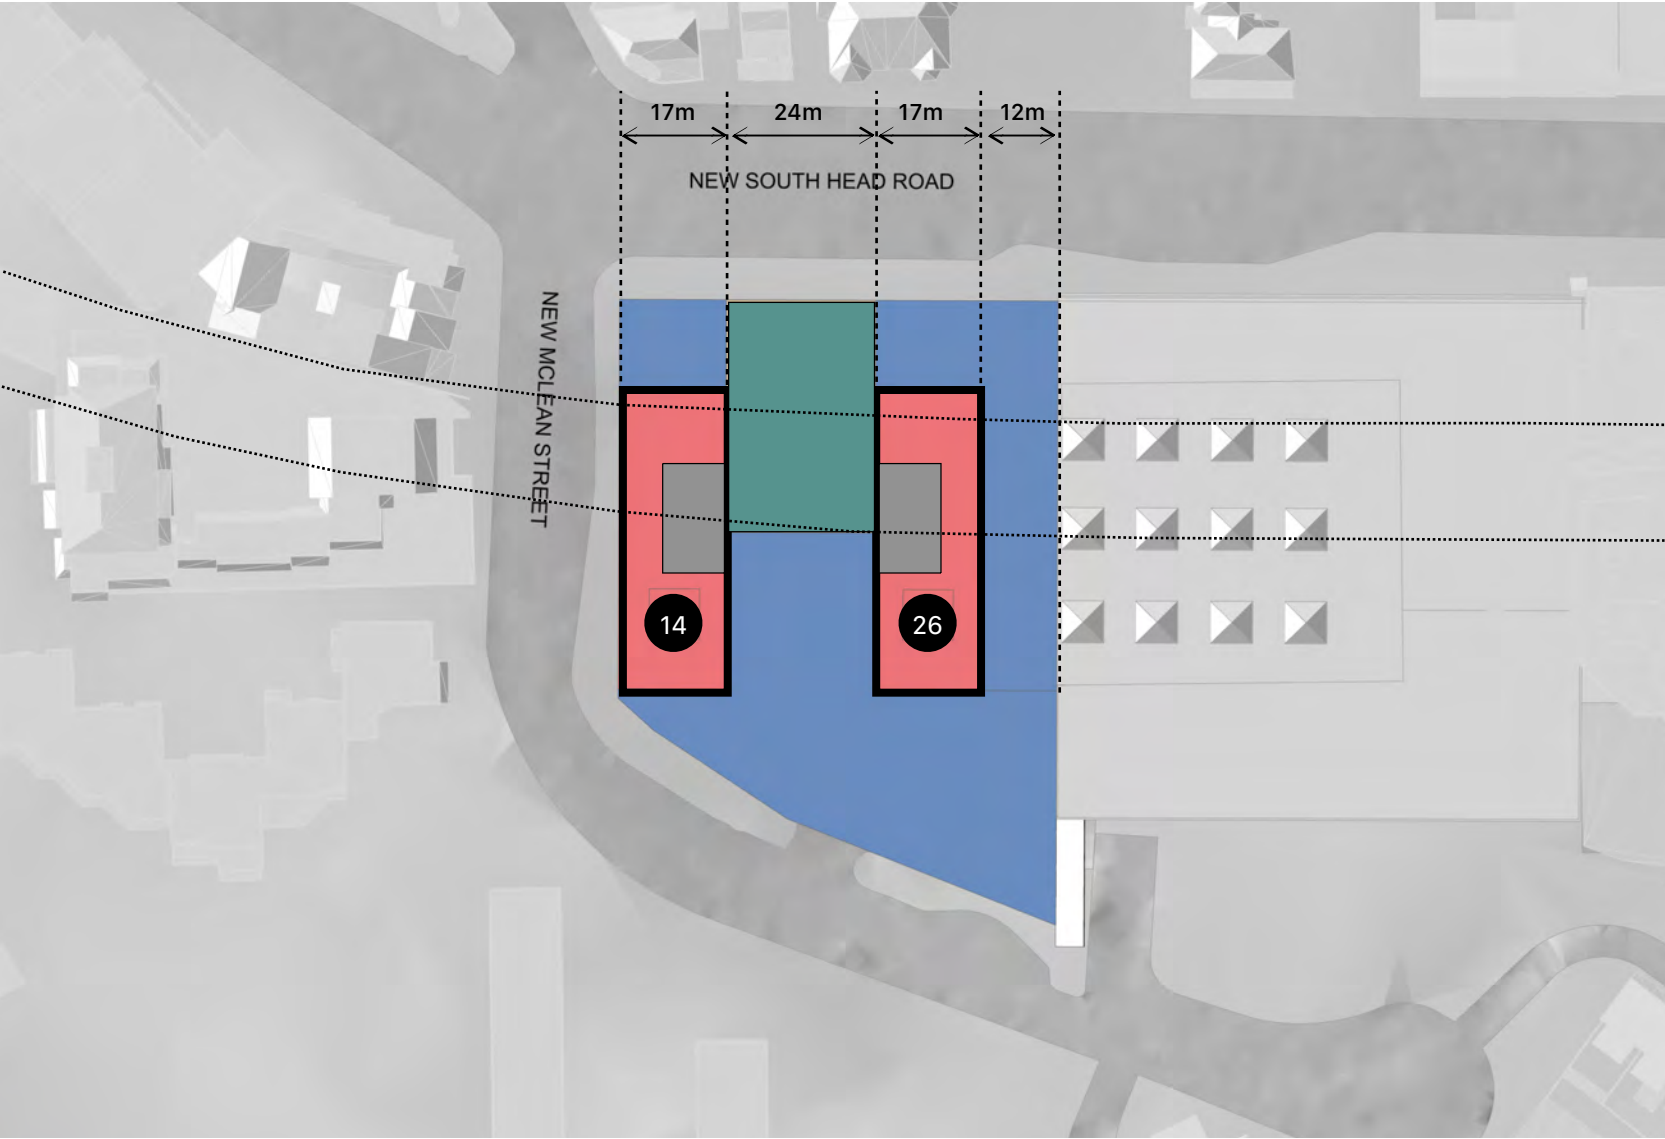 17m 24m 17m 12m
NEW SOUTH HEAD ROAD
NEW MCLEAN STREET
14 26